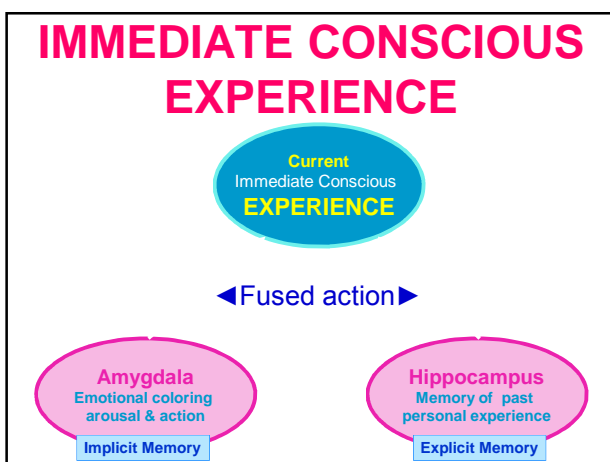 IMMEDIATE CONSCIOUS
EXPERIENCE
Current
Immediate Conscious
EXPERIENCE
◄Fused action►
Amygdala
Emotional coloring
arousal & action
Implicit Memory
Hippocampus
Memory of past
personal experience
Explicit Memory